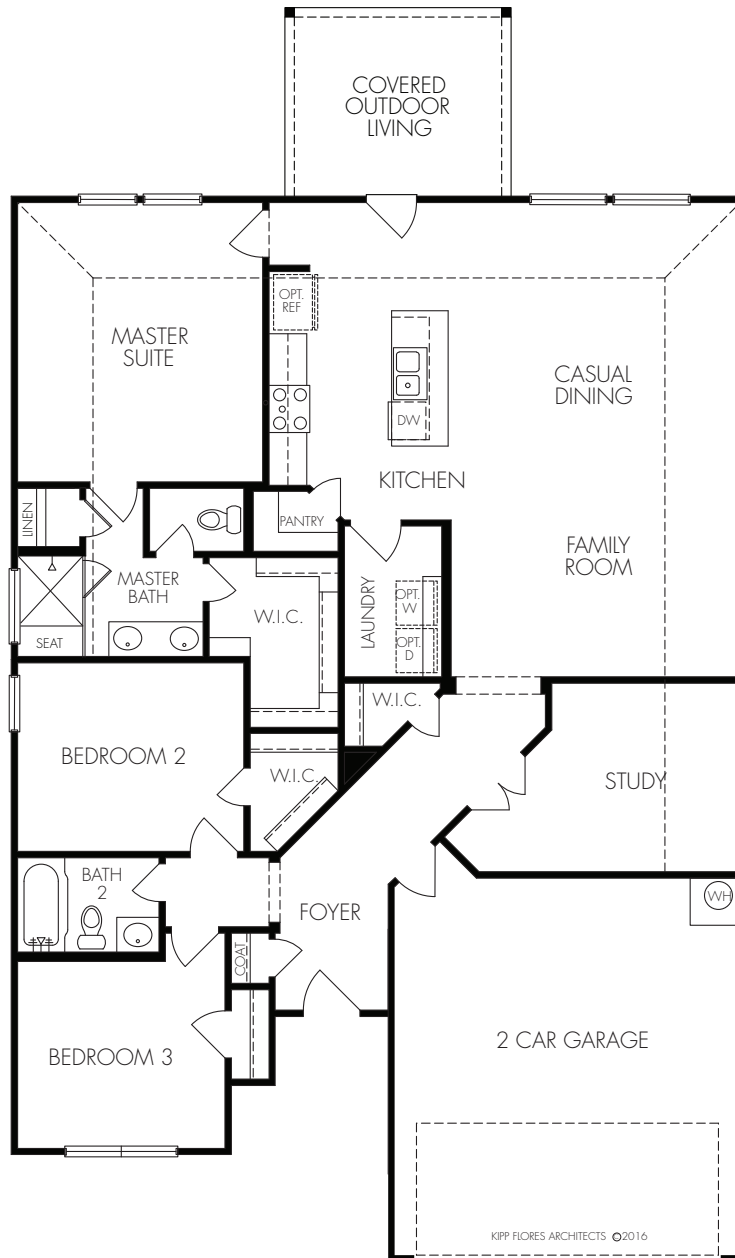 COVERED
OUTDOOR
LIVING
OPT.
REF
MASTER
SUITE
CASUAL
DINING
DW
KITCHEN
LINEN
PANTRY
FAMILY
ROOM
MASTER
BATH
W.I.C.
LAUNDRY
OPT.
W
OPT.
D
SEAT
W.I.C.
BEDROOM 2
W.I.C.
STUDY
BATH
2
WH
FOYER
COAT
BEDROOM 3
2 CAR GARAGE
KIPP FLORES ARCHITECTS ©2016